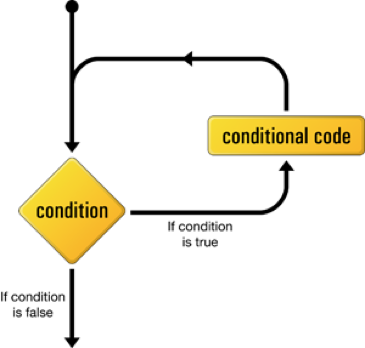 conditional code
condition
If condition
is true
If condition
is false